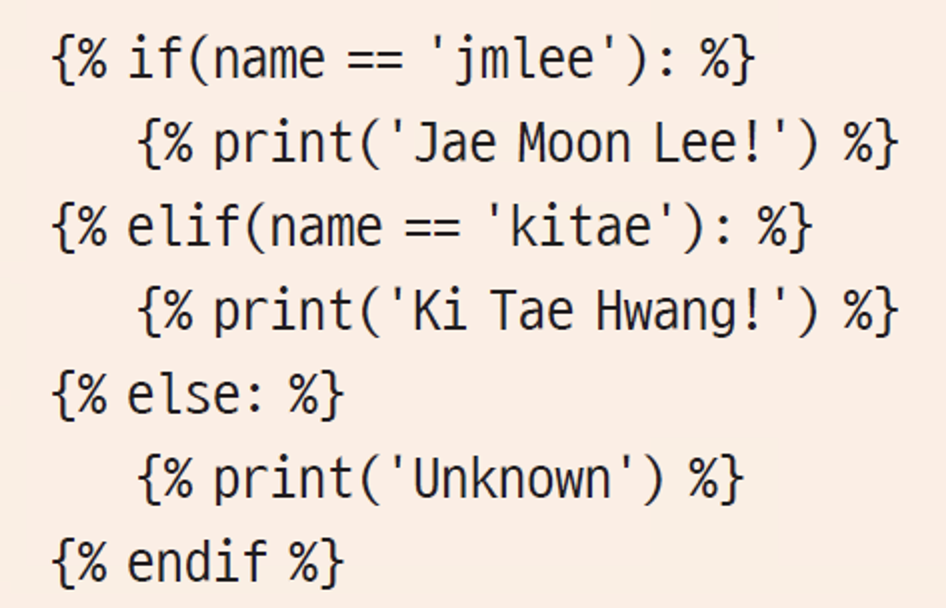 {% if(name == 'jmlee'): %}
{% print('Jae Moon Lee!') %}
{% elif(name == 'kitae'): %}
{% print('Ki Tae Hwang!') %}
{% else: %}
{% print('Unknown') %}
{% endif %}